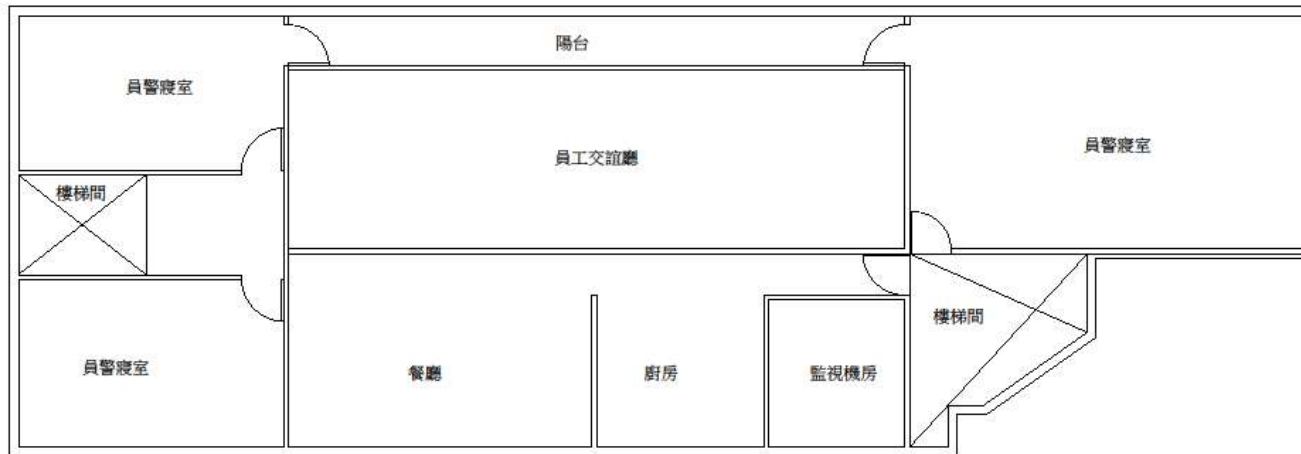 陽台
員警寢室
員工交誼廳
員警寢室
樓梯間
樓梯間
員警寢室
餐廳
廚房
監視機房